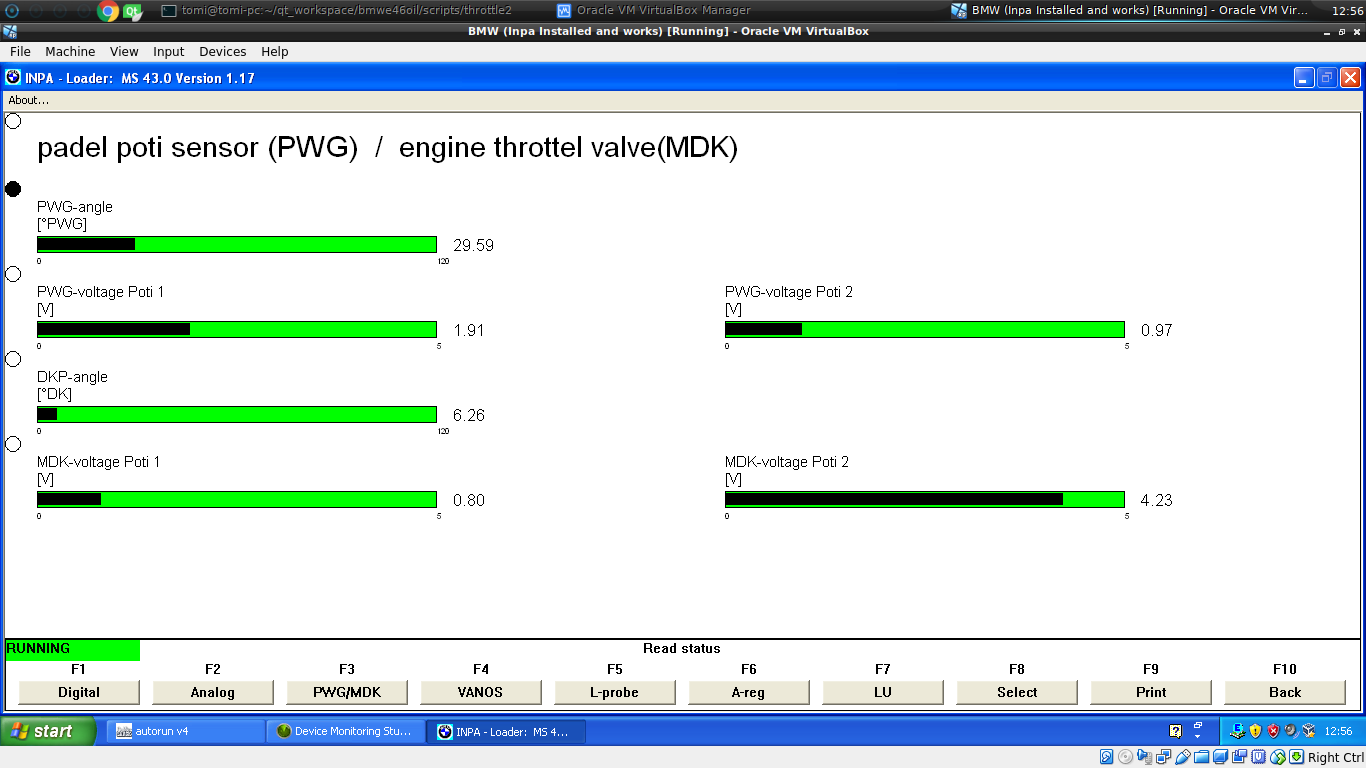 tomi@tomi-pc:~/qt_workspace/bmwe46oil/scripts/throttle2
Oracle VM VirtualBox Manager
BMW (Inpa Installed and works) [Running] - Oracle VM Vir...
12:56
BMW (Inpa Installed and works) [Running] - Oracle VM VirtualBox
File Machine View Input Devices Help
INPA - Loader: MS 43.0 Version 1.17
About...
padel poti sensor (PWG) / engine throttel valve(MDK)
PWG-angle
[°PWG]
29.59
0 120
PWG-voltage Poti 1
[V]
1.91
0 5
PWG-voltage Poti 2
[V]
0.97
0 5
DKP-angle
[°DK]
6.26
0 120
MDK-voltage Poti 1
[V]
0.80
0 5
MDK-voltage Poti 2
[V]
4.23
0 5
RUNNING
Read status
F1 F2 F3 F4 F5 F6 F7 F8 F9 F10
Digital Analog PWG/MDK VANOS L-probe A-reg LU Select Print Back
start
autorun v4
Device Monitoring Stu...
INPA - Loader: MS 4...
12:56
Right Ctrl